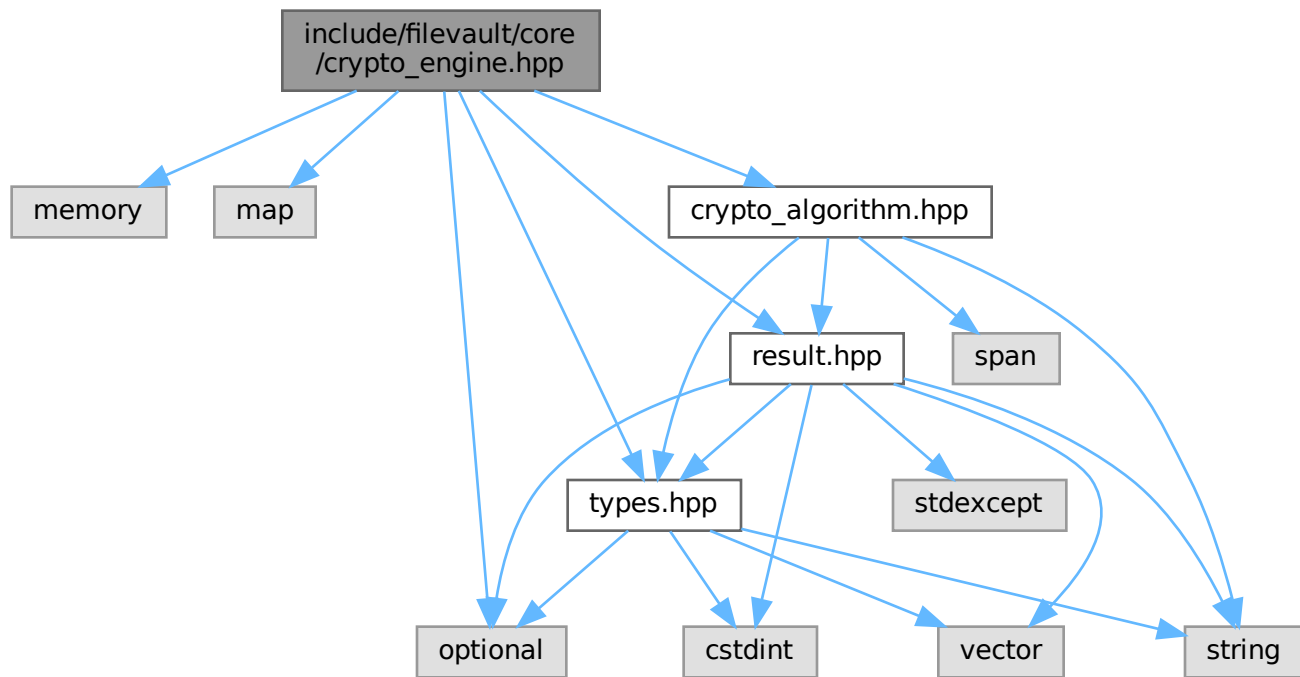 include/filevault/core
/crypto_engine.hpp
memory
map
crypto_algorithm.hpp
result.hpp
span
types.hpp
stdexcept
optional
cstdint
vector
string